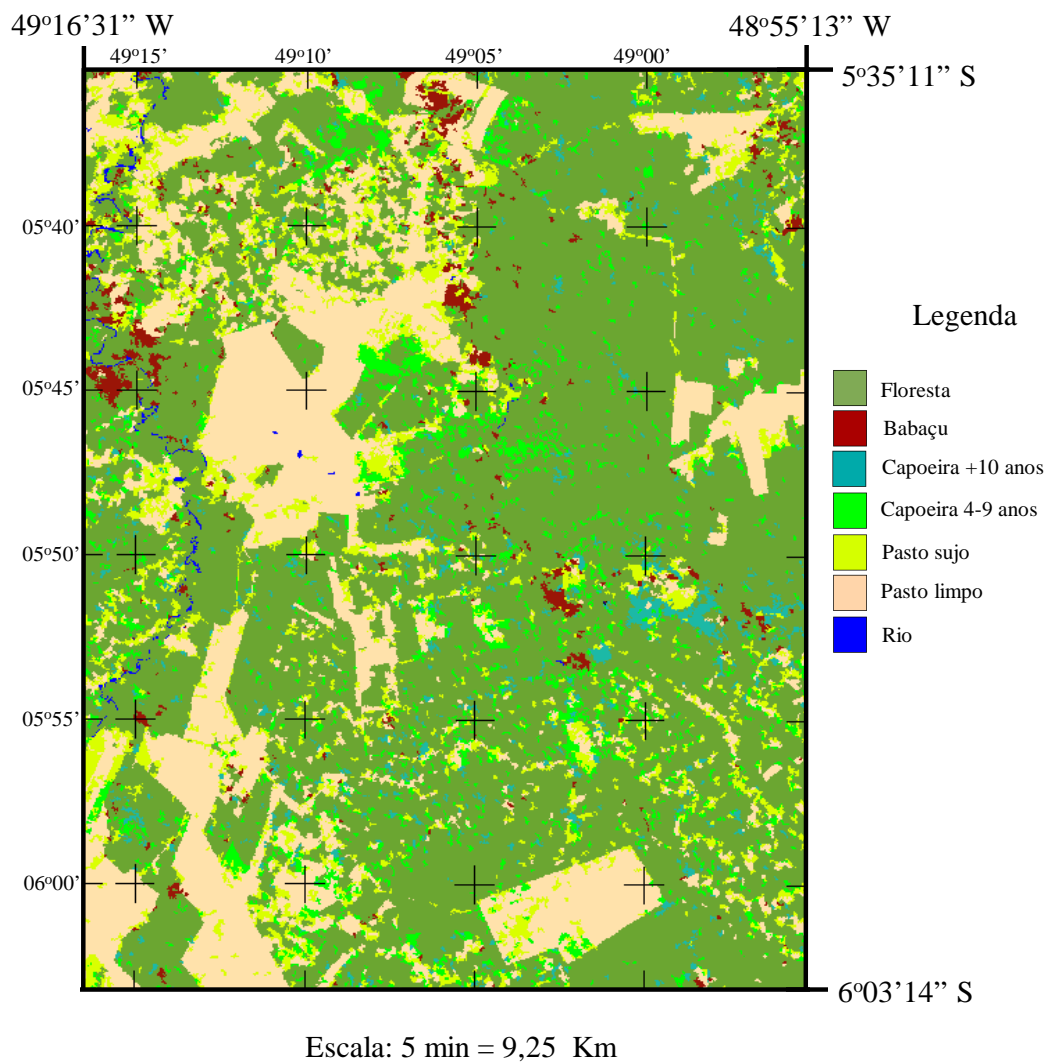 49º16’31” W
48º55’13” W
49º15’
49º10’
49º05’
49º00’
5º35’11” S
05º40’
05º45’
05º50’
05º55’
06º00’
6º03’14” S
Legenda
Floresta
Babaçu
Capoeira +10 anos
Capoeira 4-9 anos
Pasto sujo
Pasto limpo
Rio
Escala: 5 min = 9,25 Km